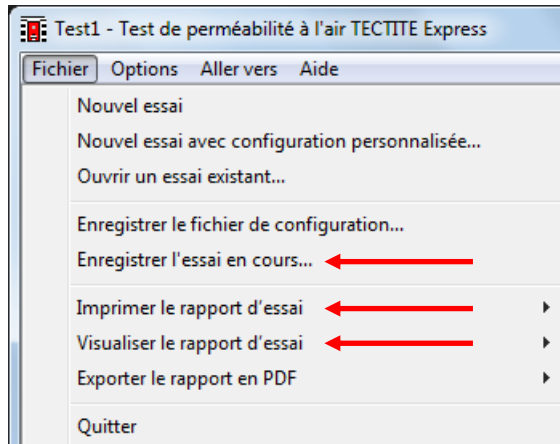 Test1 - Test de perméabilité à l'air TECTITE Express
Fichier Options Aller vers Aide
Nouvel essai
Nouvel essai avec configuration personnalisée...
Ouvrir un essai existant...
Enregistrer le fichier de configuration...
Enregistrer l'essai en cours...
Imprimer le rapport d'essai
Visualiser le rapport d'essai
Exporter le rapport en PDF
Quitter